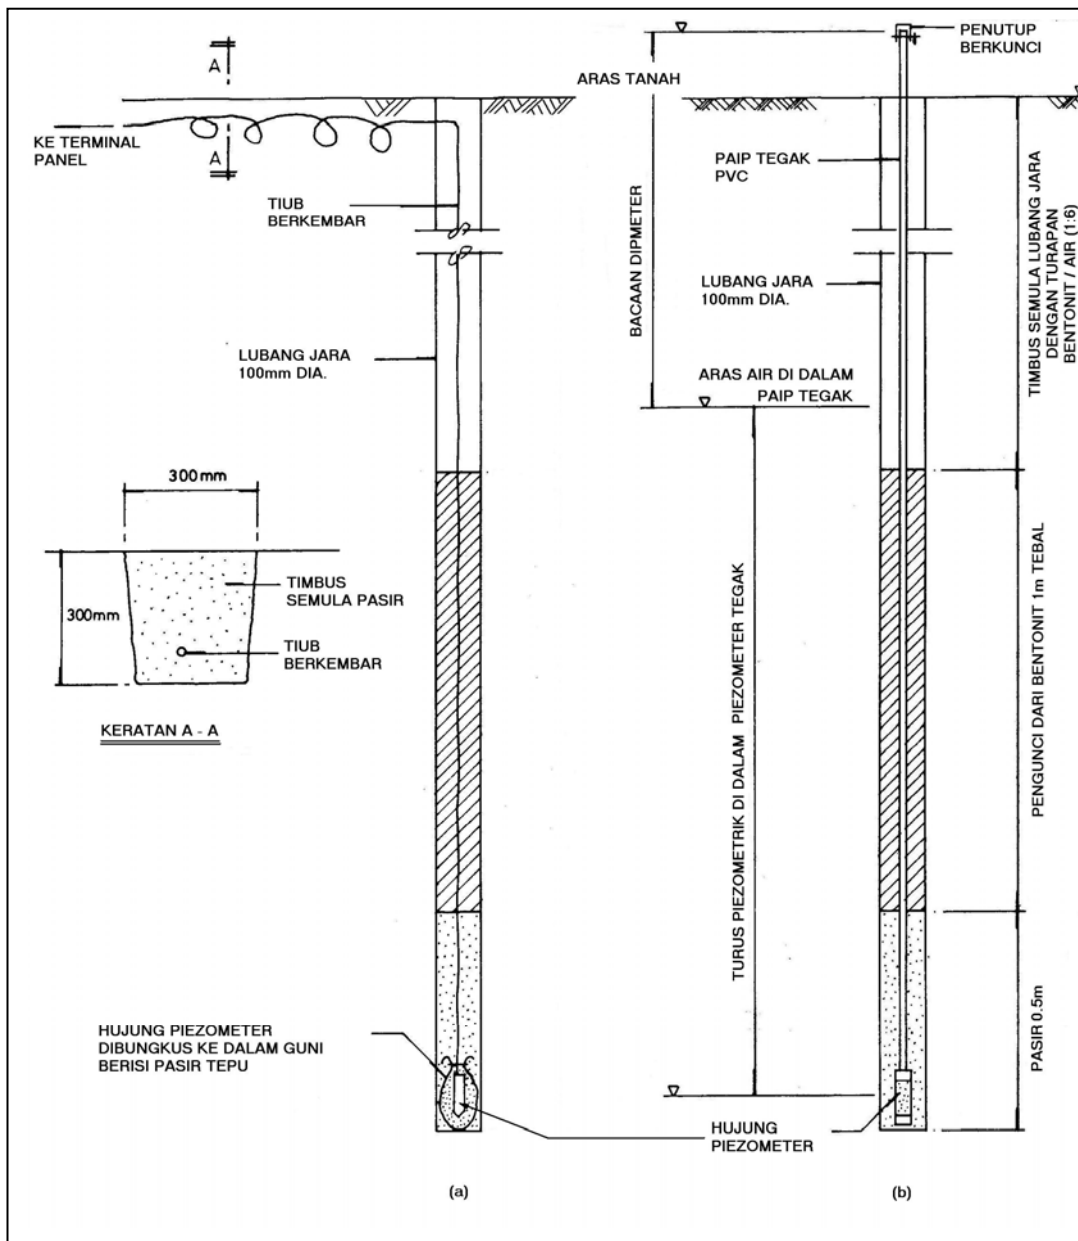 A
A
KE TERMINAL
PANEL
TIUB
BERKEMBAR
LUBANG JARA
100mm DIA.
300mm
300mm
TIMBUS
SEMULA PASIR
TIUB
BERKEMBAR
KERATAN A - A
HUJUNG PIEZOMETER
DIBUNGKUS KE DALAM GUNI
BERISI PASIR TEPU
(a)
PENUTUP
BERKUNCI
ARAS TANAH
PAIP TEGAK
PVC
BACAAN DIPMETER
LUBANG JARA
100mm DIA.
ARAS AIR DI DALAM
PAIP TEGAK
TURUS PIEZOMETRIK DI DALAM PIEZOMETER TEGAK
TIMBUS SEMULA LUBANG JARA
DENGAN TURAPAN
BENTONIT / AIR (1:6)
PENGUNCI DARI BENTONIT 1m TEBAL
PASIR 0.5m
HUJUNG
PIEZOMETER
(b)